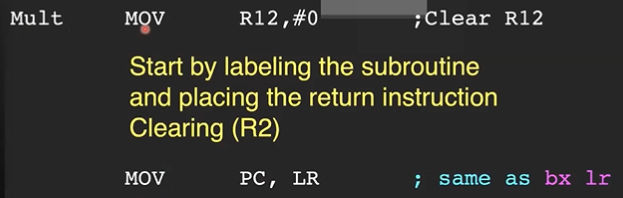 Mult MOV R12,#0 ;Clear R12
Start by labeling the subroutine
and placing the return instruction
Clearing (R2)
MOV PC, LR ; same as bx lr